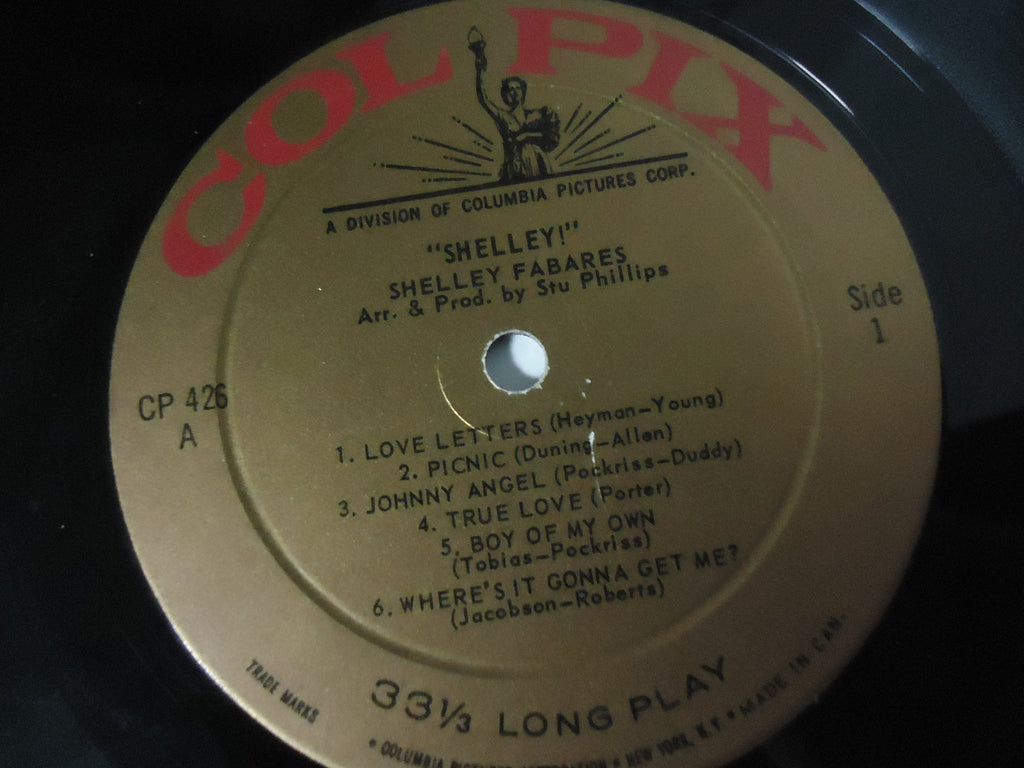 COLPIX
A DIVISION OF COLUMBIA PICTURES CORP.
"SHELLEY!"
SHELLEY FABARES
Arr. & Prod. by Stu Phillips
Side
1
CP 426
A
1. LOVE LETTERS (Heyman-Young)
2. PICNIC (Duning-Allen)
3. JOHNNY ANGEL (Pockriss-Duddy)
4. TRUE LOVE (Porter)
5. BOY OF MY OWN
(Tobias-Pockriss)
6. WHERE'S IT GONNA GET ME?
(Jacobson-Roberts)
33⅓ LONG PLAY
TRADE MARKS • COLUMBIA PICTURES CORPORATION • NEW YORK, N.Y. • MADE IN CAN.